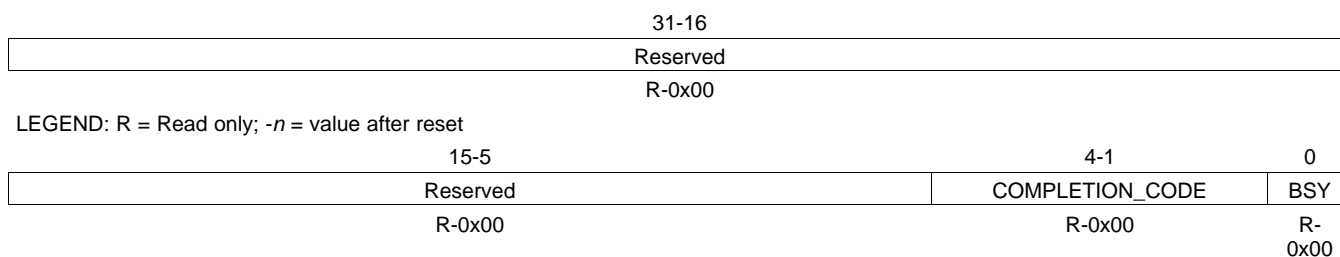 31-16
Reserved
R-0x00
LEGEND: R = Read only; -n = value after reset
15-5 4-1 0
Reserved COMPLETION_CODE BSY
R-0x00 R-0x00 R-
0x00